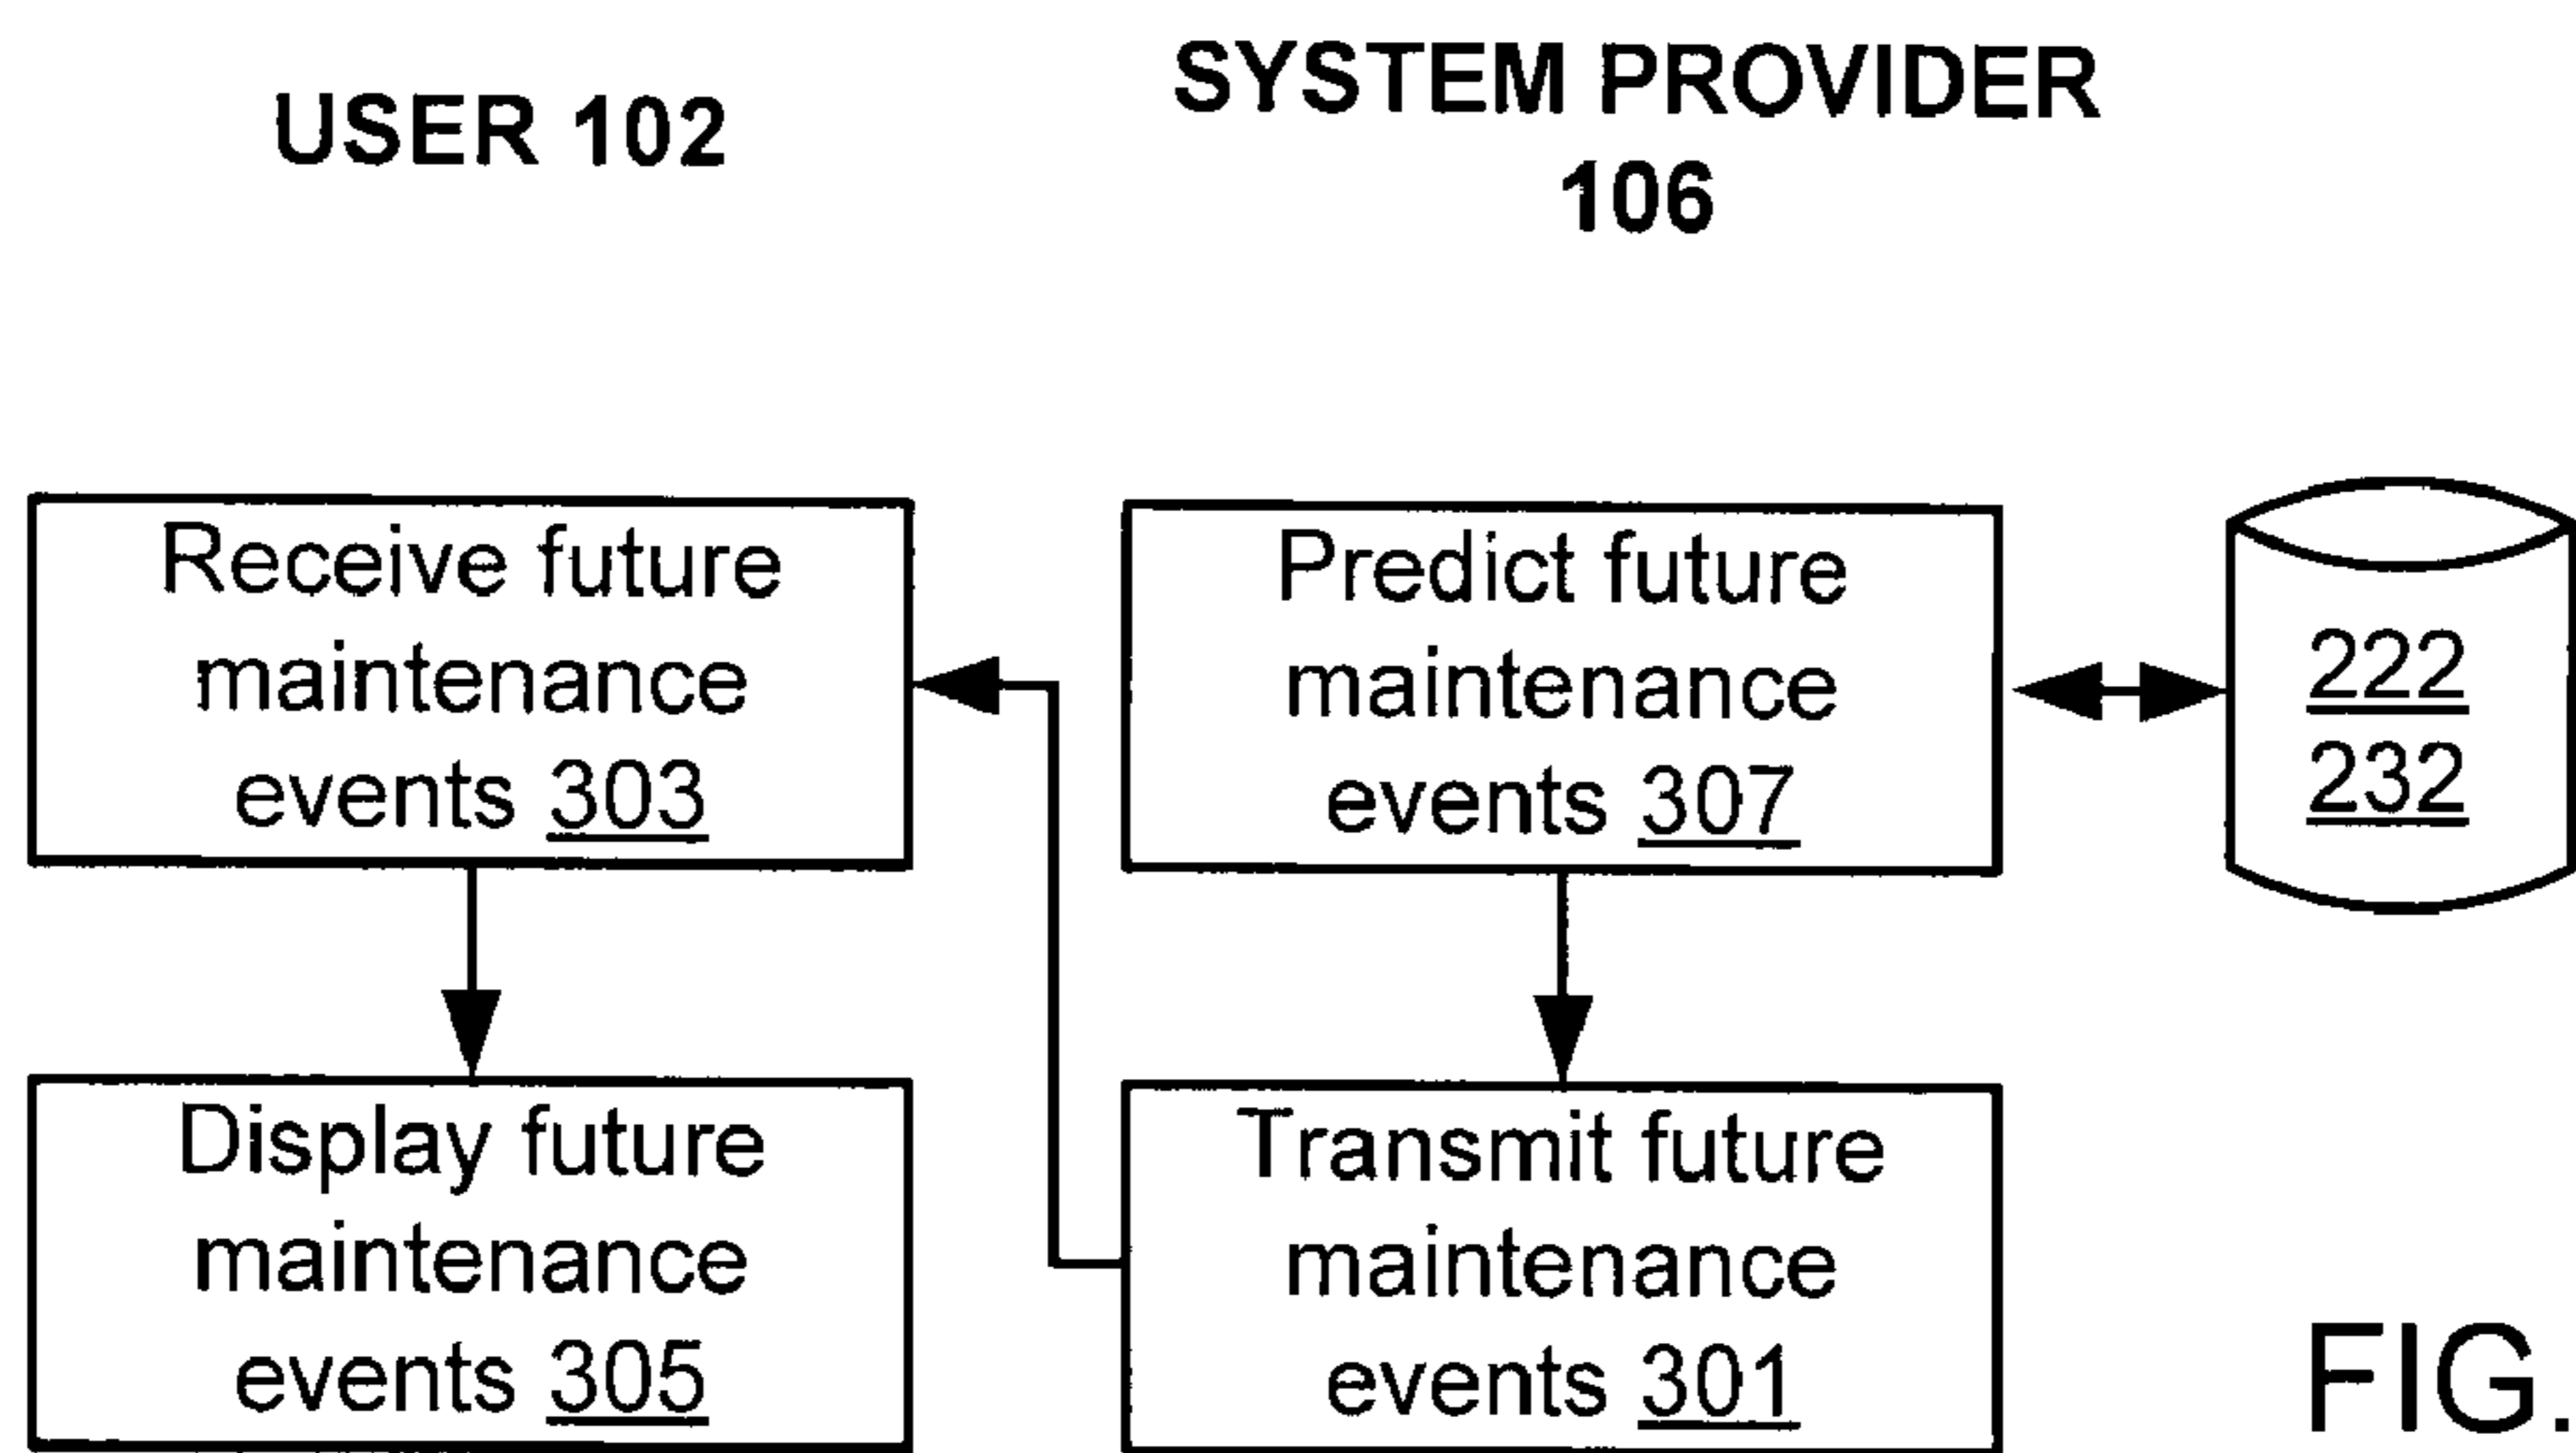 USER 102
SYSTEM PROVIDER
106
Receive future
maintenance
events 303
Predict future
maintenance
events 307
222
232
Display future
maintenance
events 305
Transmit future
maintenance
events 301
FIG.